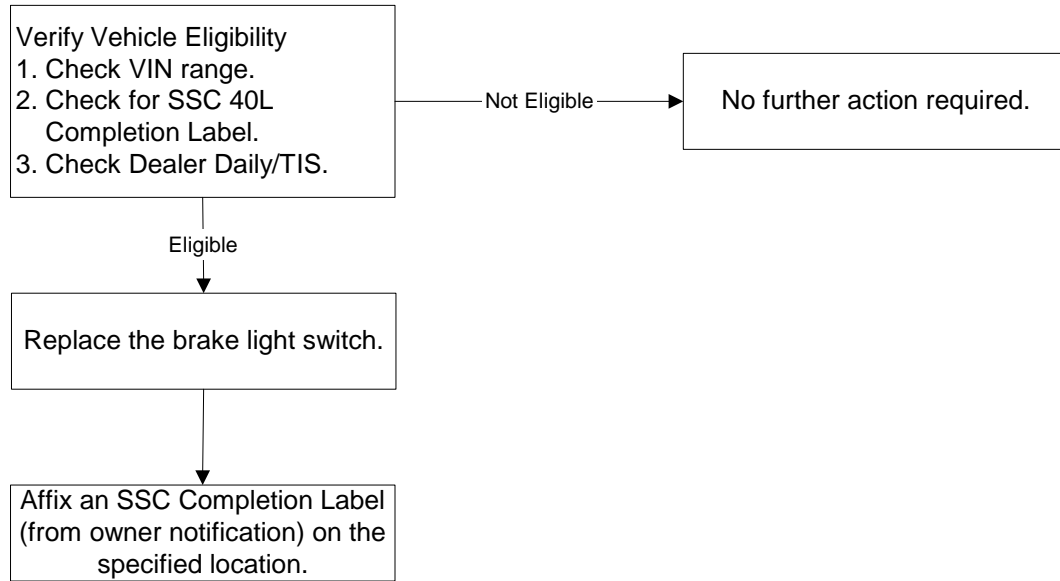 Verify Vehicle Eligibility
1. Check VIN range.
2. Check for SSC 40L
Completion Label.
3. Check Dealer Daily/TIS.
Not Eligible
No further action required.
Eligible
Replace the brake light switch.
Affix an SSC Completion Label
(from owner notification) on the
specified location.